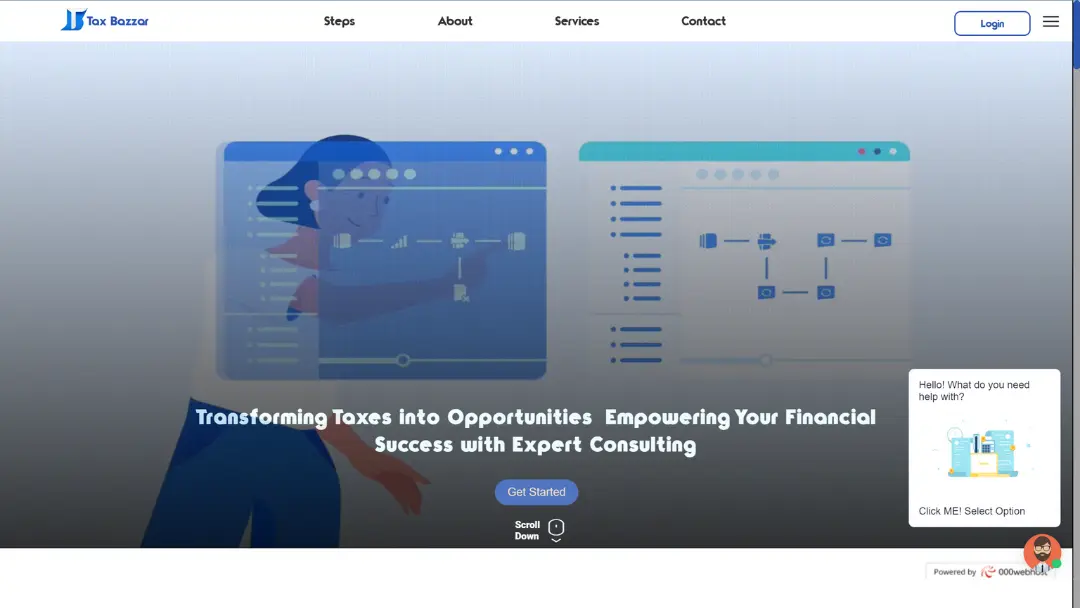 Tax Bazzar
Steps
About
Services
Contact
Login
Transforming Taxes into Opportunities Empowering Your Financial
Success with Expert Consulting
Get Started
Scroll
Down
Hello! What do you need
help with?
Click ME! Select Option
Powered by 000webhost